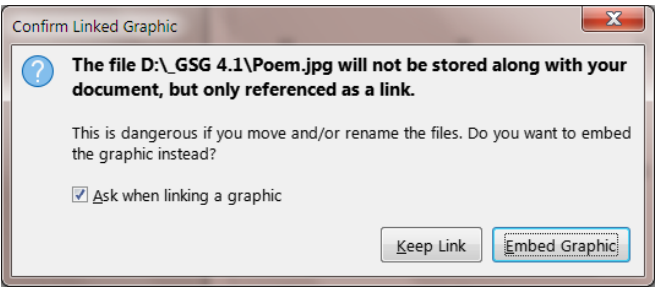 Confirm Linked Graphic
The file D:\_GSG 4.1\Poem.jpg will not be stored along with your
document, but only referenced as a link.
This is dangerous if you move and/or rename the files. Do you want to embed
the graphic instead?
Ask when linking a graphic
Keep Link
Embed Graphic